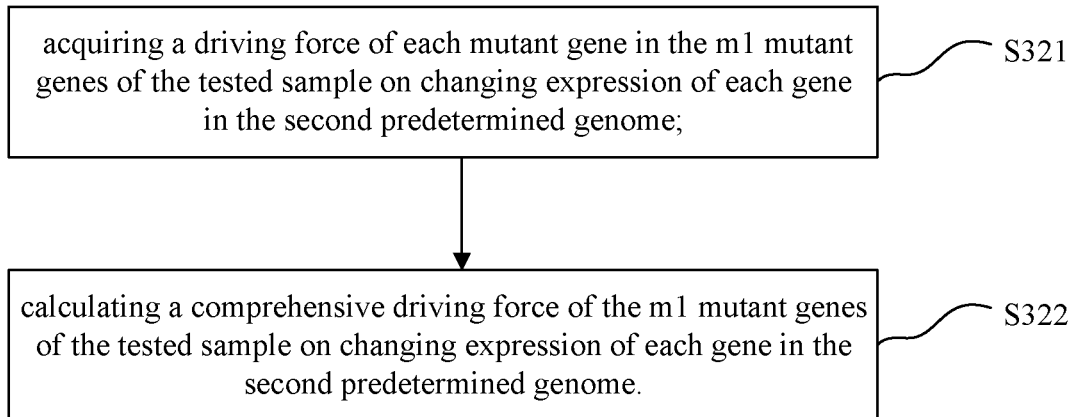 acquiring a driving force of each mutant gene in the m1 mutant
genes of the tested sample on changing expression of each gene
in the second predetermined genome;
S321
calculating a comprehensive driving force of the m1 mutant genes
of the tested sample on changing expression of each gene in the
second predetermined genome.
S322